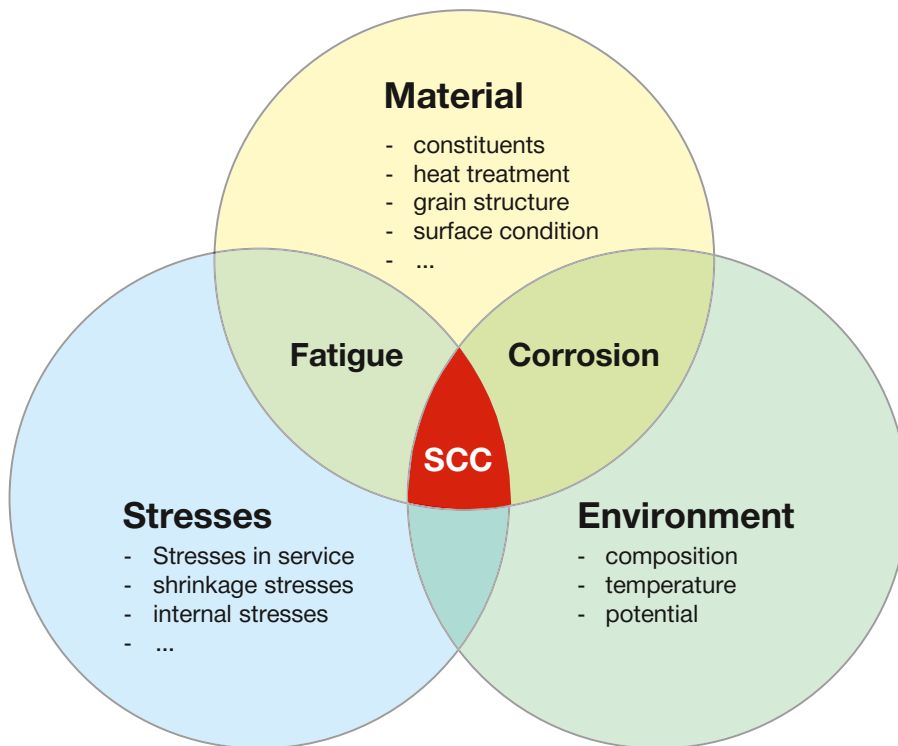 Material
- constituents
- heat treatment
- grain structure
- surface condition
- ...
Fatigue
Corrosion
SCC
Stresses
- Stresses in service
- shrinkage stresses
- internal stresses
- ...
Environment
- composition
- temperature
- potential